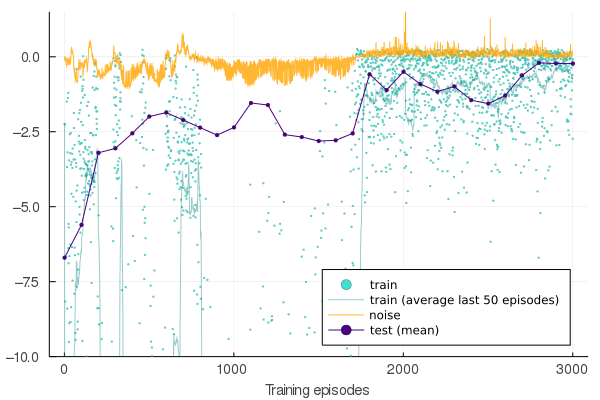 0.0
−2.5
−5.0
−7.5
−10.0
0
1000
2000
3000
Training episodes
train
train (average last 50 episodes)
noise
test (mean)